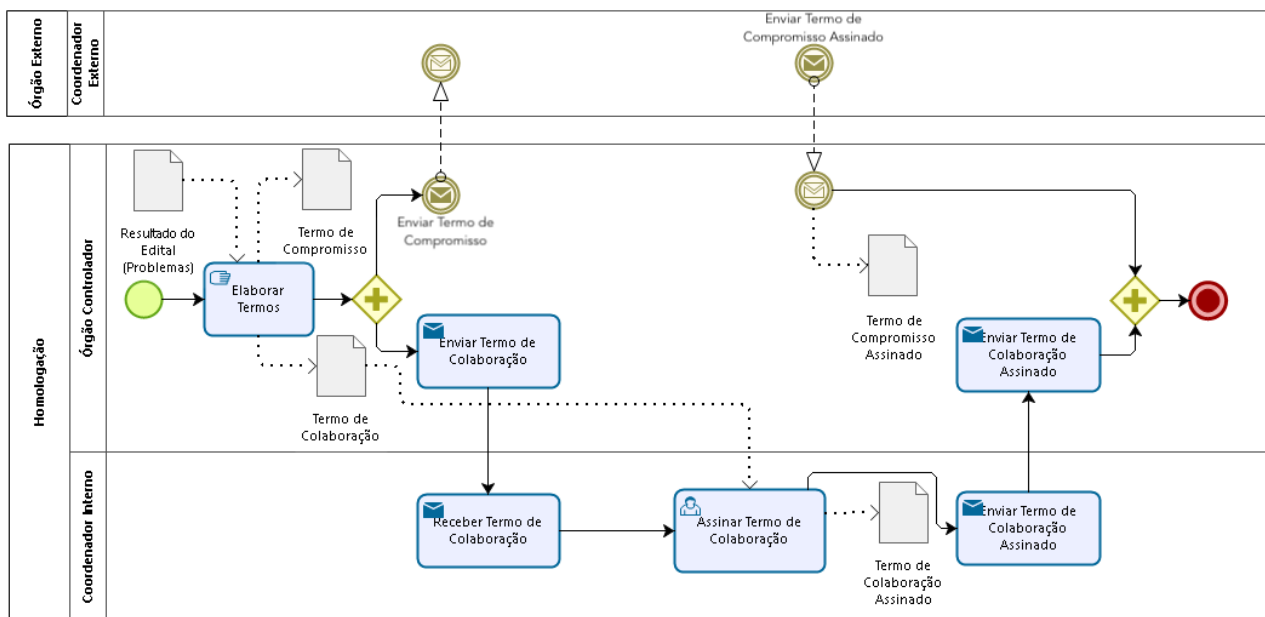 Órgão Externo
Coordenador
Externo
Enviar Termo de
Compromisso Assinado
Homologação
Órgão Controlador
Resultado do
Edital
(Problemas)
Termo de
Compromisso
Enviar Termo de
Compromisso
Elaborar
Termos
Enviar Termo de
Colaboração
Termo de
Colaboração
Termo de
Compromisso
Assinado
Enviar Termo de
Colaboração
Assinado
Coordenador Interno
Receber Termo de
Colaboração
Assinar Termo de
Colaboração
Termo de
Colaboração
Assinado
Enviar Termo de
Colaboração
Assinado